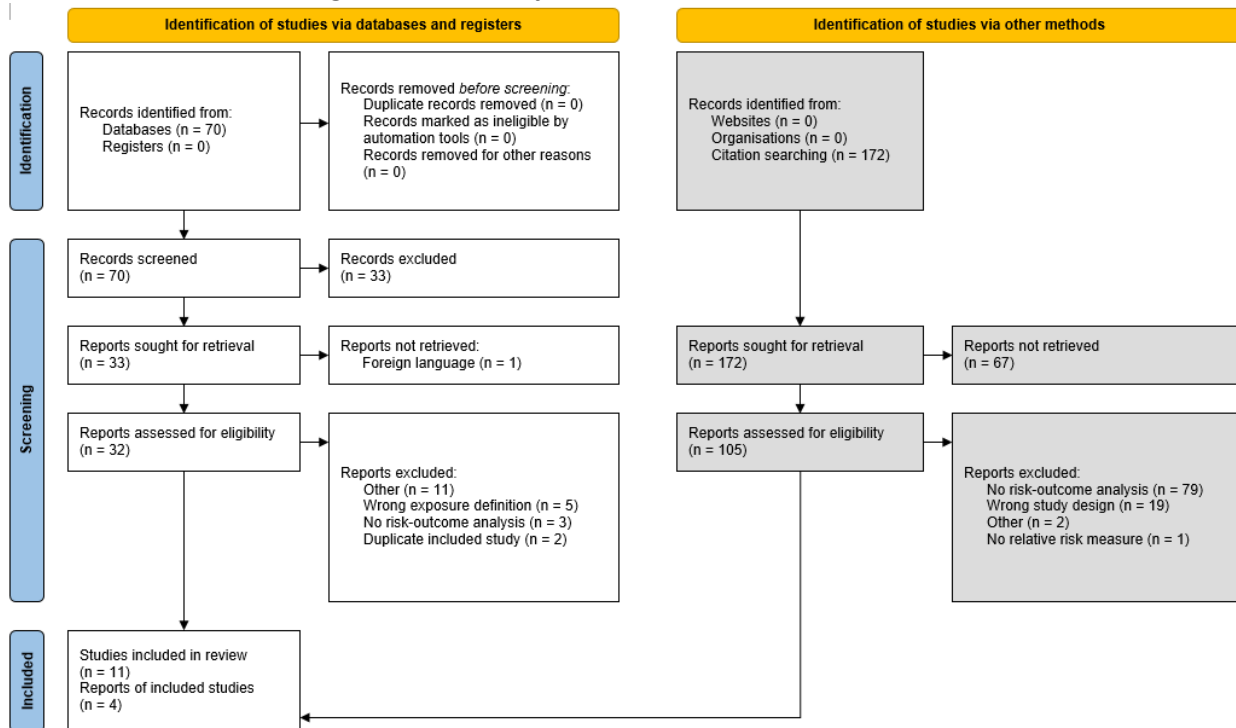 Identification of studies via databases and registers
Identification of studies via other methods
Identification
Records identified from:
Databases (n = 70)
Registers (n = 0)
Records removed before screening:
Duplicate records removed (n = 0)
Records marked as ineligible by
automation tools (n = 0)
Records removed for other reasons
(n = 0)
Records identified from:
Websites (n = 0)
Organisations (n = 0)
Citation searching (n = 172)
Screening
Records screened
(n = 70)
Records excluded
(n = 33)
Reports sought for retrieval
(n = 33)
Reports not retrieved:
Foreign language (n = 1)
Reports sought for retrieval
(n = 172)
Reports not retrieved
(n = 67)
Reports assessed for eligibility
(n = 32)
Reports excluded:
Other (n = 11)
Wrong exposure definition (n = 5)
No risk-outcome analysis (n = 3)
Duplicate included study (n = 2)
Reports assessed for eligibility
(n = 105)
Reports excluded:
No risk-outcome analysis (n = 79)
Wrong study design (n = 19)
Other (n = 2)
No relative risk measure (n = 1)
Included
Studies included in review
(n = 11)
Reports of included studies
(n = 4)